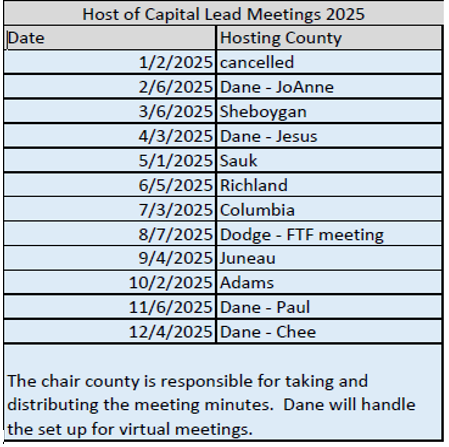 Host of Capital Lead Meetings 2025
Date Hosting County
1/2/2025 cancelled
2/6/2025 Dane - JoAnne
3/6/2025 Sheboygan
4/3/2025 Dane - Jesus
5/1/2025 Sauk
6/5/2025 Richland
7/3/2025 Columbia
8/7/2025 Dodge - FTF meeting
9/4/2025 Juneau
10/2/2025 Adams
11/6/2025 Dane - Paul
12/4/2025 Dane - Chee
The chair county is responsible for taking and
distributing the meeting minutes.  Dane will handle
the set up for virtual meetings.